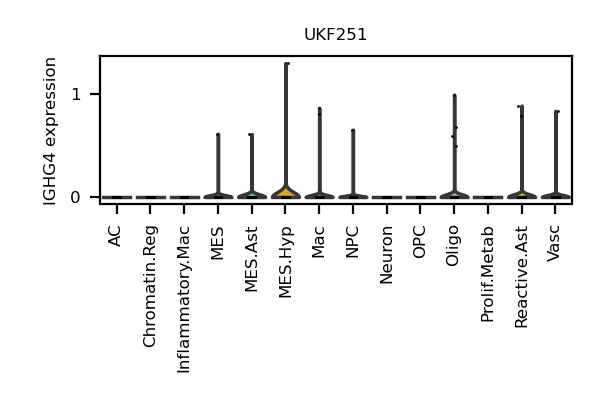 UKF251
IGHG4 expression
1
0
AC
Chromatin.Reg
Inflammatory.Mac
MES
MES.Ast
MES.Hyp
Mac
NPC
Neuron
OPC
Oligo
Prolif.Metab
Reactive.Ast
Vasc